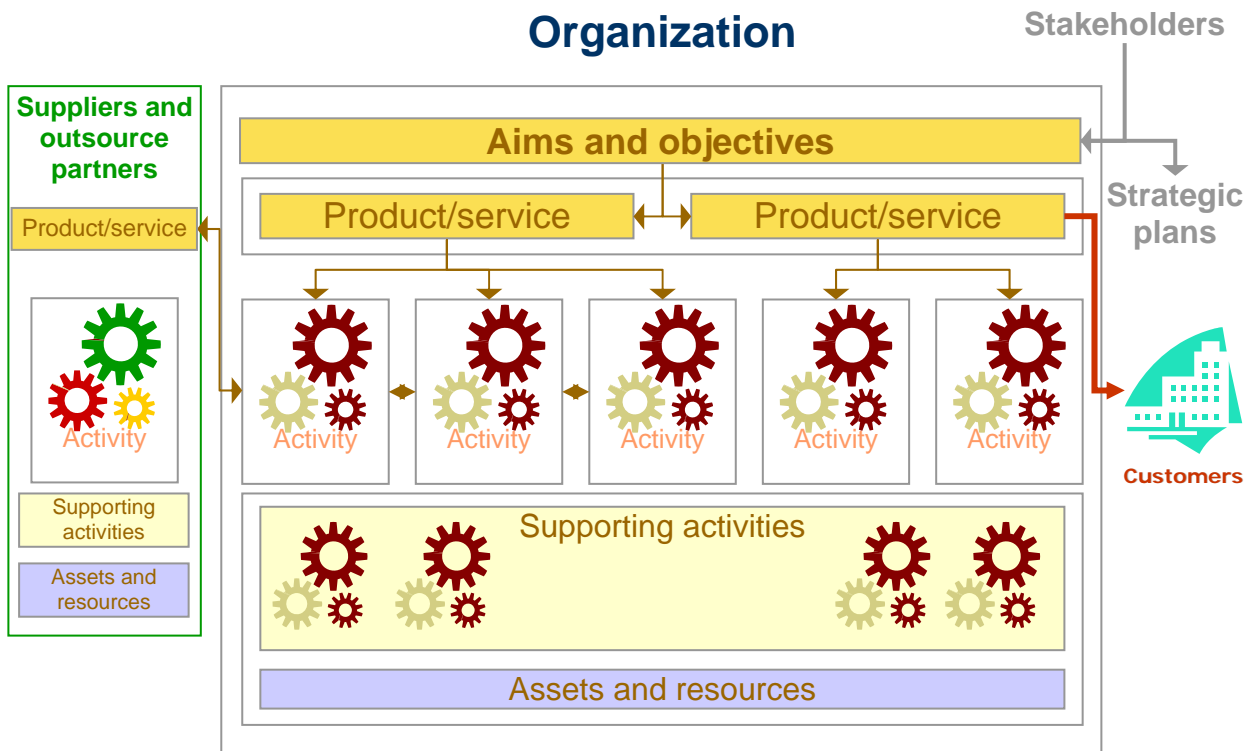 Organization
Stakeholders
Suppliers and
outsource
partners
Aims and objectives
Strategic
plans
Product/service
Product/service
Product/service
Activity
Activity
Activity
Activity
Activity
Activity
Customers
Supporting
activities
Supporting activities
Assets and
resources
Assets and resources